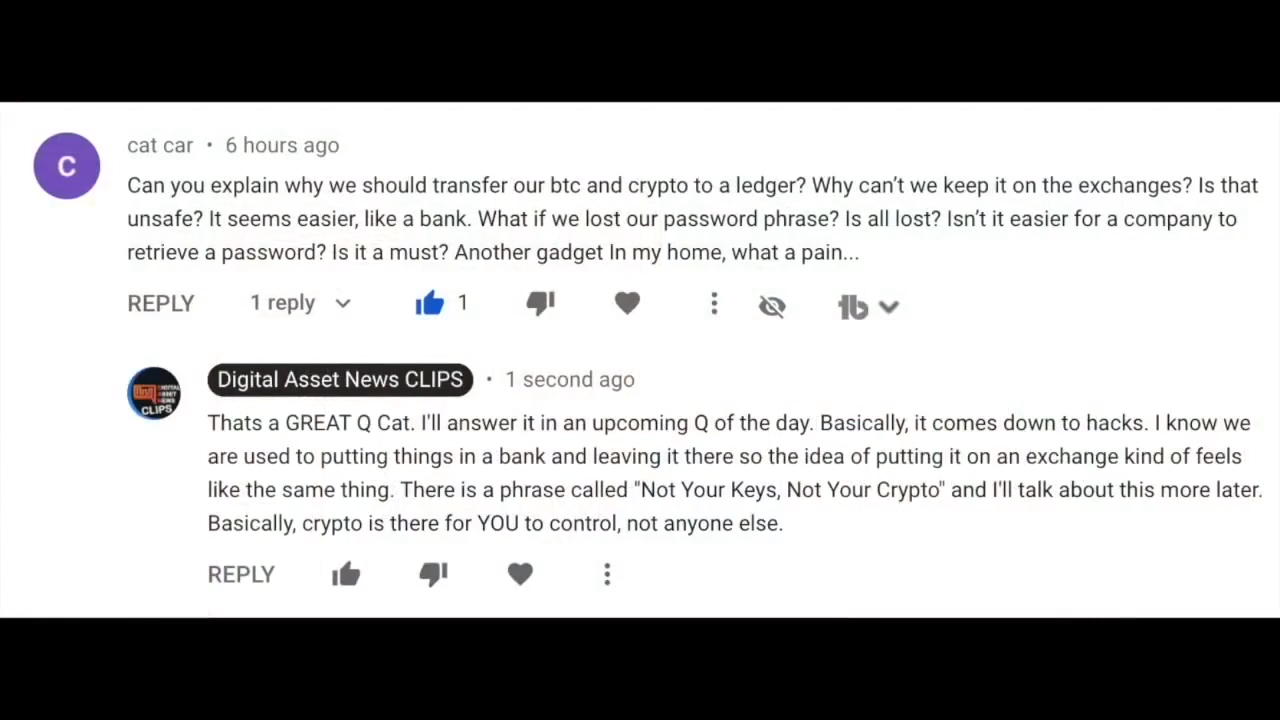 C
cat car • 6 hours ago
Can you explain why we should transfer our btc and crypto to a ledger? Why can’t we keep it on the exchanges? Is that
unsafe? It seems easier, like a bank. What if we lost our password phrase? Is all lost? Isn’t it easier for a company to
retrieve a password? Is it a must? Another gadget In my home, what a pain...
REPLY 1 reply 1
Digital Asset News CLIPS • 1 second ago
CLIPS
Thats a GREAT Q Cat. I'll answer it in an upcoming Q of the day. Basically, it comes down to hacks. I know we
are used to putting things in a bank and leaving it there so the idea of putting it on an exchange kind of feels
like the same thing. There is a phrase called "Not Your Keys, Not Your Crypto" and I'll talk about this more later.
Basically, crypto is there for YOU to control, not anyone else.
REPLY